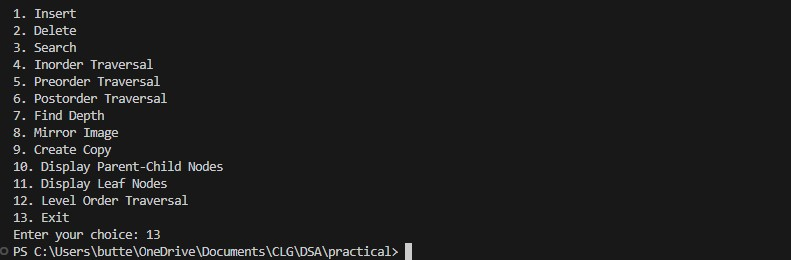 1. Insert
2. Delete
3. Search
4. Inorder Traversal
5. Preorder Traversal
6. Postorder Traversal
7. Find Depth
8. Mirror Image
9. Create Copy
10. Display Parent-Child Nodes
11. Display Leaf Nodes
12. Level Order Traversal
13. Exit
Enter your choice: 13
PS C:\Users\butte\OneDrive\Documents\CLG\DSA\practical>